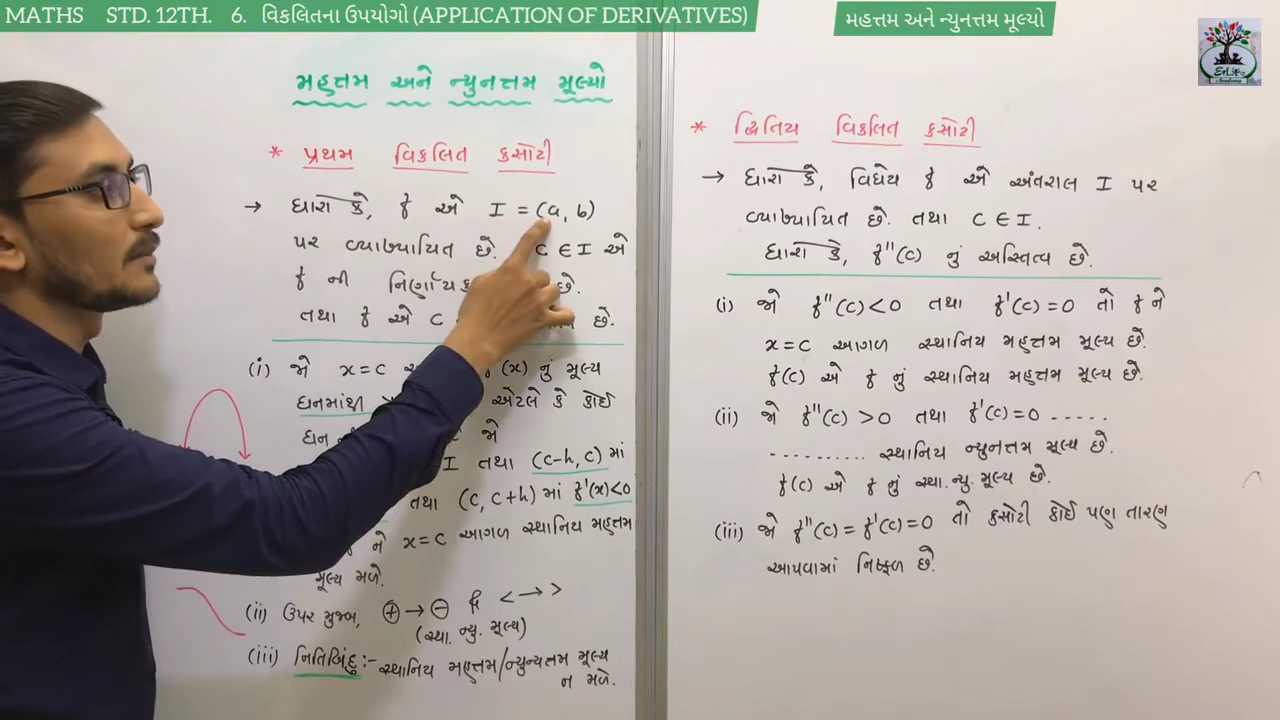 MATHS STD. 12TH. 6. વિકલિતના ઉપયોગો (APPLICATION OF DERIVATIVES)
મહત્તમ અને ન્યુનત્તમ મૂલ્યો
મહત્તમ અને ન્યુનત્તમ મૂલ્યો
* પ્રથમ વિકલિત કસોટી
→ ધારો કે, f એ I = (a, b)
પર વ્યાખ્યાયિત છે. c ∈ I એ
f ની છે.
તથા f એ c છે.
(i) જો x=c (x) નું મૂલ્ય
ધનમાંથી એટલે કે કોઈ
ધન જો
I તથા (c-h, c) માં
તથા (c, c+h) માં f'(x)<0
ને x=c આગળ સ્થાનિય મહત્તમ
મૂલ્ય મળે.
(ii) ઉપર મુજબ, ⊕ → ⊖ < → >
(સ્થા. ન્યુ. મૂલ્ય)
(iii) નિતિબિંદુ :- સ્થાનિય મહત્તમ/ન્યુન્યત્તમ મૂલ્ય
ન મળે.
* દ્વિતિય વિકલિત કસોટી
→ ધારો કે, વિધેય f એ અંતરાલ I પર
વ્યાખ્યાયિત છે. તથા c ∈ I.
ધારો કે, f''(c) નું અસ્તિત્વ છે.
(i) જો f''(c)<0 તથા f'(c)=0 તો f ને
x=c આગળ સ્થાનિય મહત્તમ મૂલ્ય છે.
f(c) એ f નું સ્થાનિય મહત્તમ મૂલ્ય છે.
(ii) જો f''(c) >0 તથા f'(c)=0 -----
---------- સ્થાનિય ન્યુનત્તમ મૂલ્ય છે.
f(c) એ f નું સ્થા. ન્યુ. મૂલ્ય છે.
(iii) જો f''(c) = f'(c)=0 તો કસોટી કોઈ પણ તારણ
આપવામાં નિષ્ફળ છે.